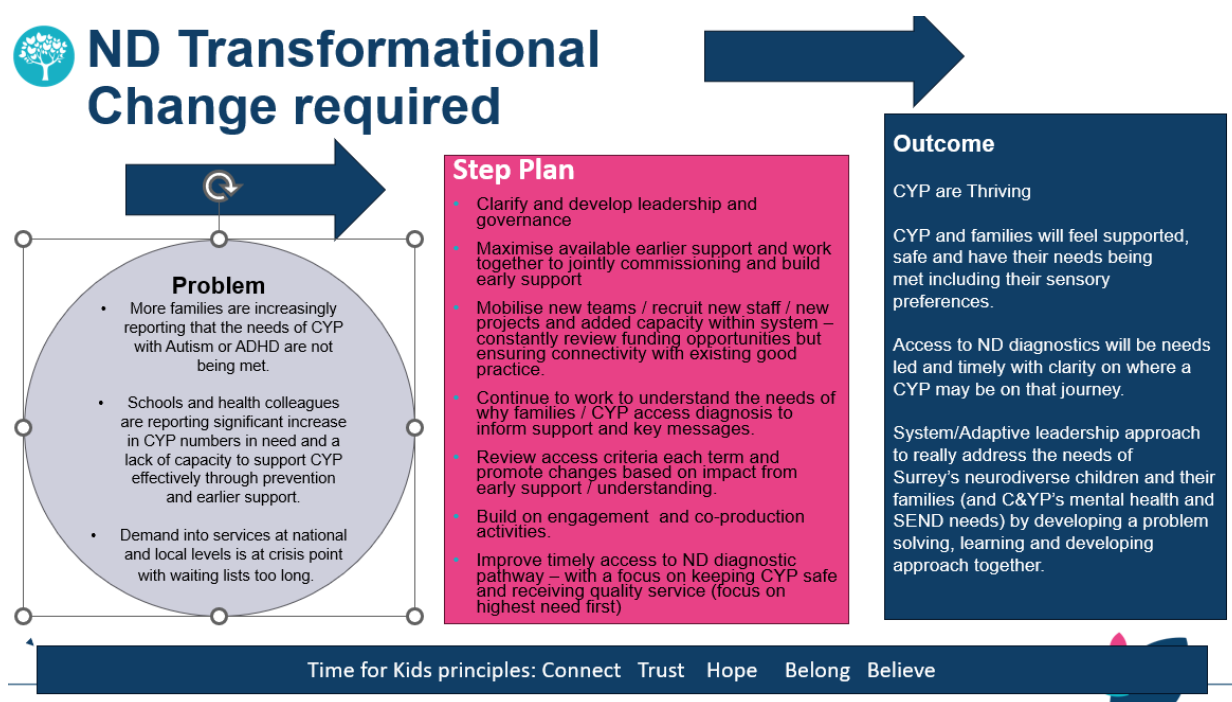 ND Transformational
Change required
Problem
• More families are increasingly
reporting that the needs of CYP
with Autism or ADHD are not
being met.
• Schools and health colleagues
are reporting significant increase
in CYP numbers in need and a
lack of capacity to support CYP
effectively through prevention
and earlier support.
• Demand into services at national
and local levels is at crisis point
with waiting lists too long.
Step Plan
• Clarify and develop leadership and
governance
• Maximise available earlier support and work
together to jointly commissioning and build
early support
• Mobilise new teams / recruit new staff / new
projects and added capacity within system –
constantly review funding opportunities but
ensuring connectivity with existing good
practice.
• Continue to work to understand the needs of
why families / CYP access diagnosis to
inform support and key messages.
• Review access criteria each term and
promote changes based on impact from
early support / understanding.
• Build on engagement and co-production
activities.
• Improve timely access to ND diagnostic
pathway – with a focus on keeping CYP safe
and receiving quality service (focus on
highest need first)
Outcome
CYP are Thriving
CYP and families will feel supported,
safe and have their needs being
met including their sensory
preferences.
Access to ND diagnostics will be needs
led and timely with clarity on where a
CYP may be on that journey.
System/Adaptive leadership approach
to really address the needs of
Surrey's neurodiverse children and their
families (and C&YP's mental health and
SEND needs) by developing a problem
solving, learning and developing
approach together.
Time for Kids principles: Connect Trust Hope Belong Believe